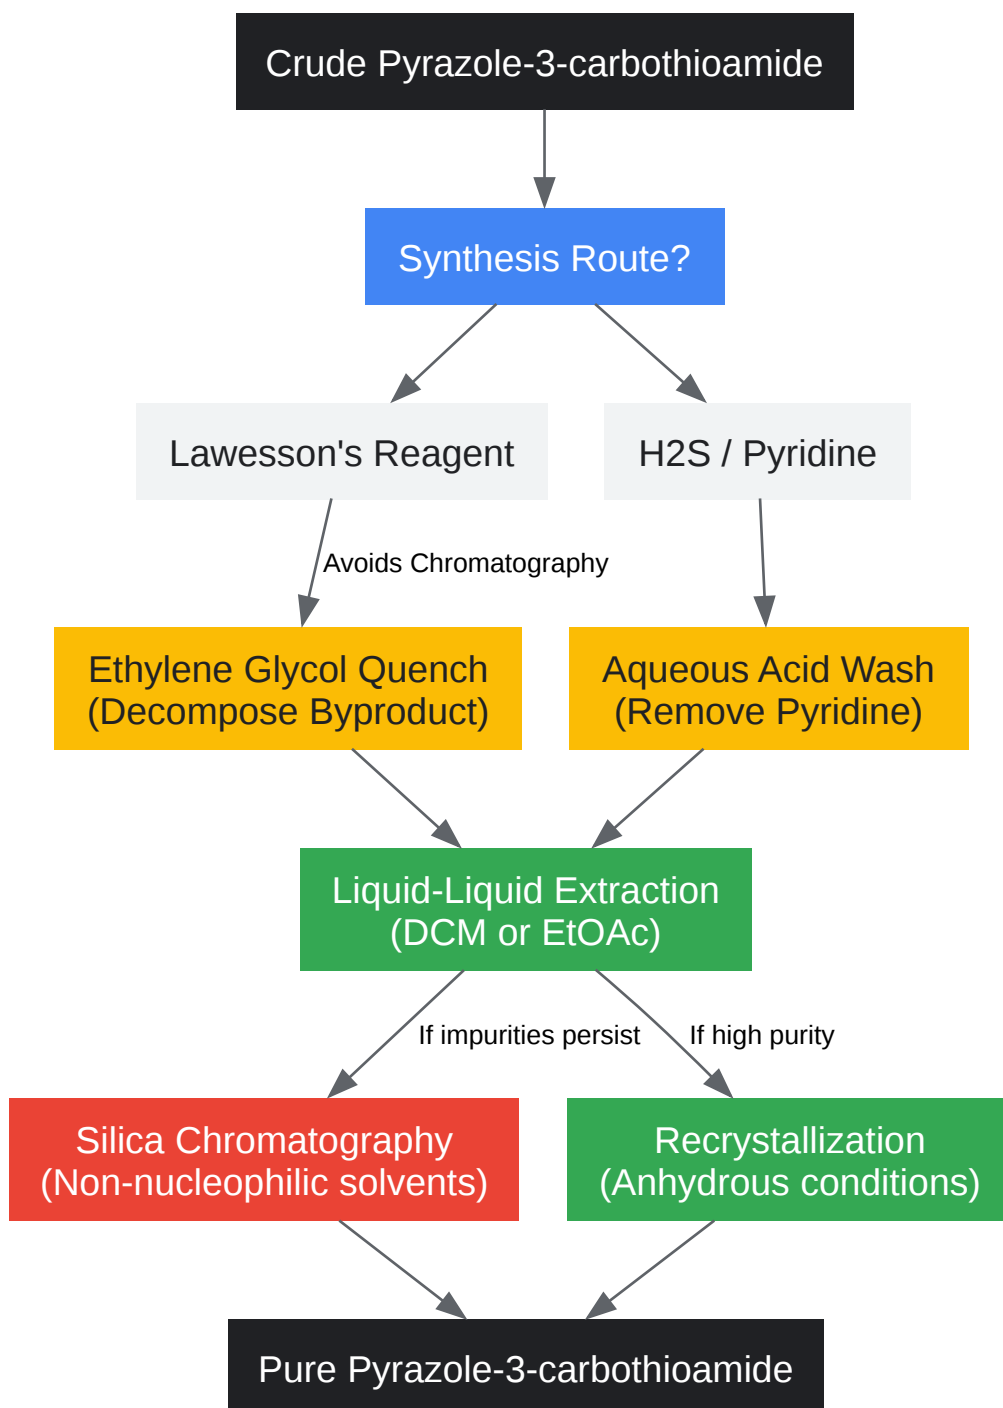 Crude Pyrazole-3-carbothioamide
Synthesis Route?
Lawesson's Reagent
H2S / Pyridine
Avoids Chromatography
Ethylene Glycol Quench
(Decompose Byproduct)
Aqueous Acid Wash
(Remove Pyridine)
Liquid-Liquid Extraction
(DCM or EtOAc)
If impurities persist
If high purity
Silica Chromatography
(Non-nucleophilic solvents)
Recrystallization
(Anhydrous conditions)
Pure Pyrazole-3-carbothioamide